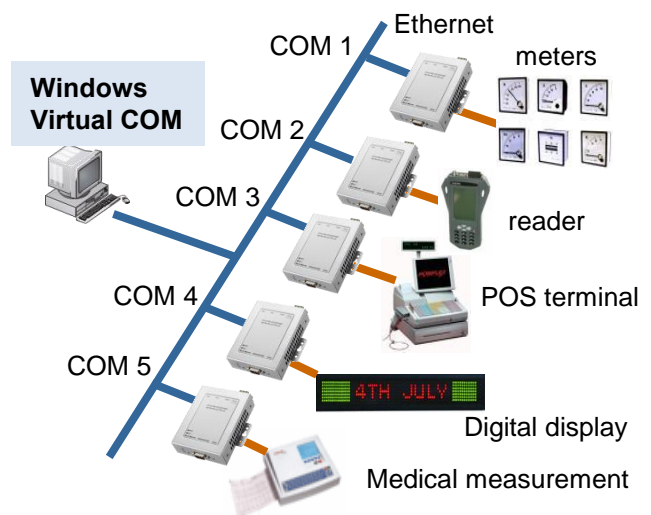 Ethernet
COM 1
meters
Windows
Virtual COM
COM 2
COM 3
reader
POS terminal
COM 4
4TH JULY
COM 5
Digital display
Medical measurement